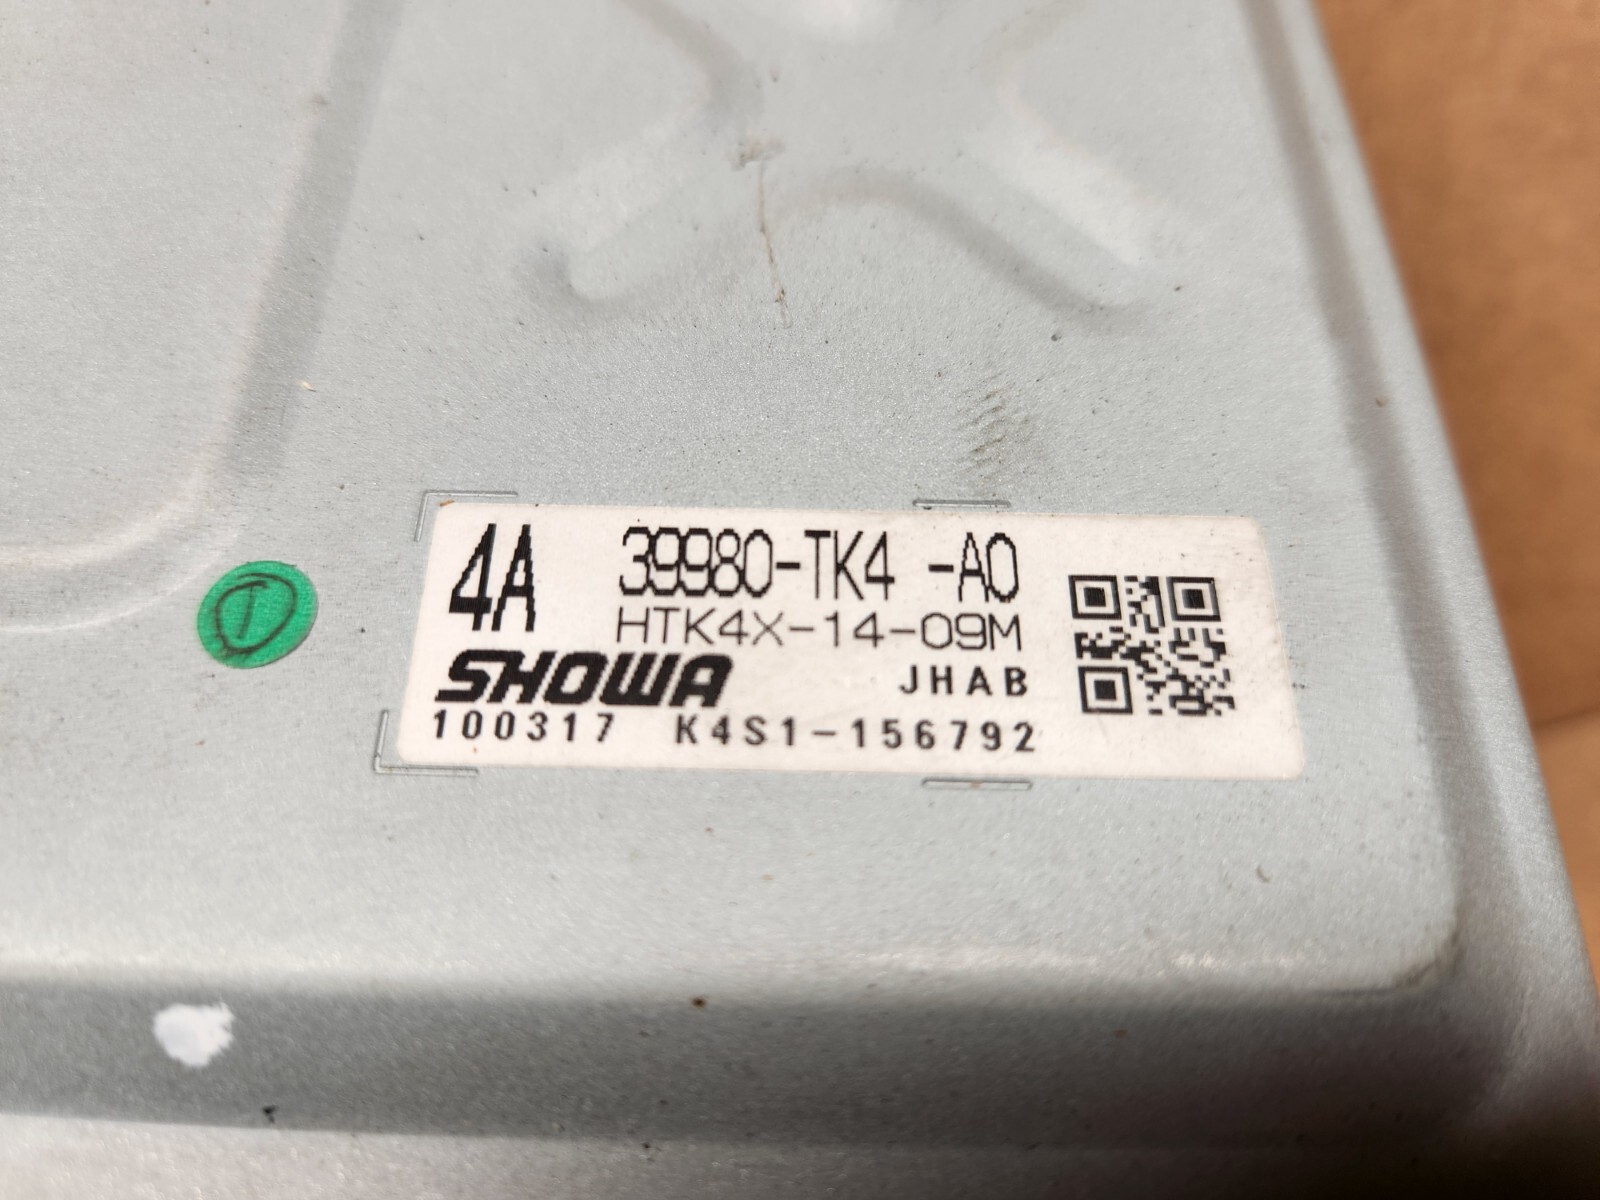 4A 39980-TK4 -A0
HTK4X-14-09M
SHOWA JHAB
100317 K4S1-156792
T